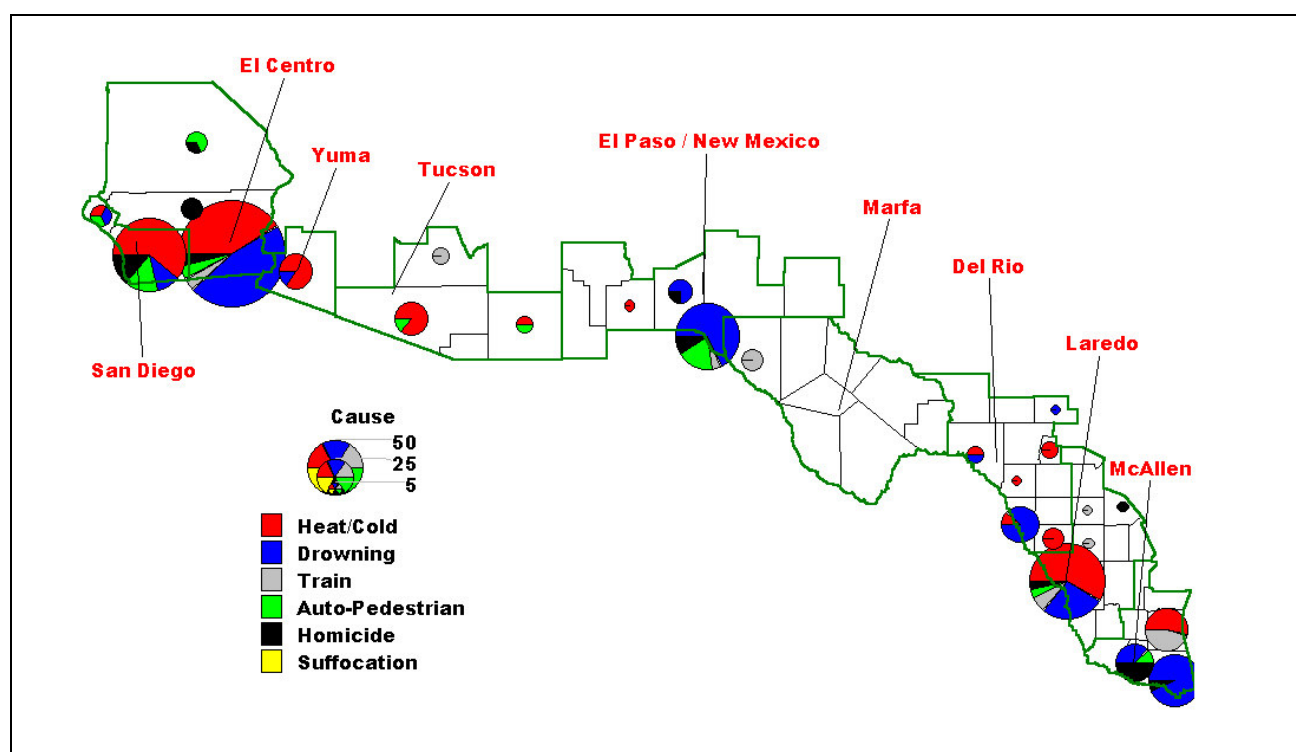 El Centro
Yuma
Tucson
El Paso / New Mexico
Marfa
Del Rio
Laredo
McAllen
San Diego
Cause
50
25
5
Heat/Cold
Drowning
Train
Auto-Pedestrian
Homicide
Suffocation